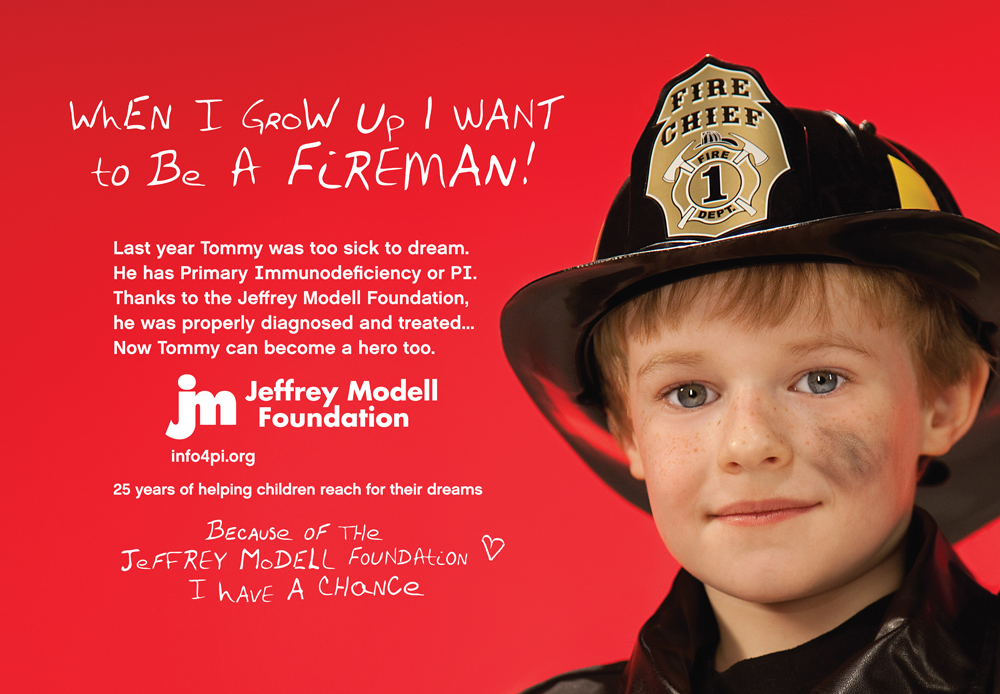 WhEN I GRoW Up I WANT
to Be A FiREMAN!
Last year Tommy was too sick to dream.
He has Primary Immunodeficiency or PI.
Thanks to the Jeffrey Modell Foundation,
he was properly diagnosed and treated...
Now Tommy can become a hero too.
jm Jeffrey Modell
Foundation
info4pi.org
25 years of helping children reach for their dreams
BECAUSE OF THE
JeFFREY MoDELL FOUNDAtiON
I hAVE A CHaNCe
FIRE
CHIEF
FIRE
1
DEPT.